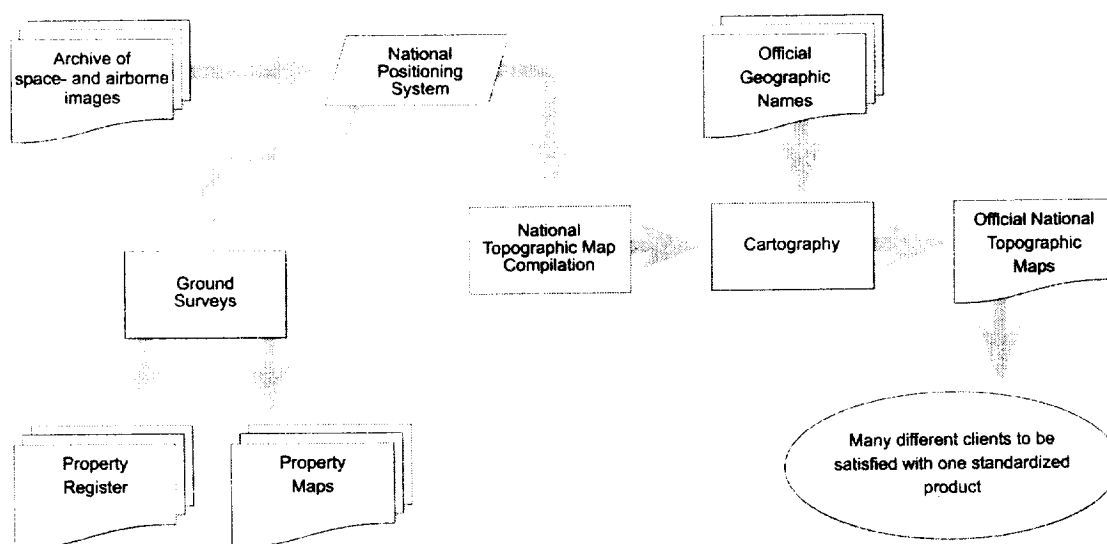 Archive of
space- and airborne
images
National
Positioning
System
Official
Geographic
Names
National
Topographic Map
Compilation
Cartography
Official National
Topographic
Maps
Ground
Surveys
Property
Register
Property
Maps
Many different clients to be
satisfied with one standardized
product